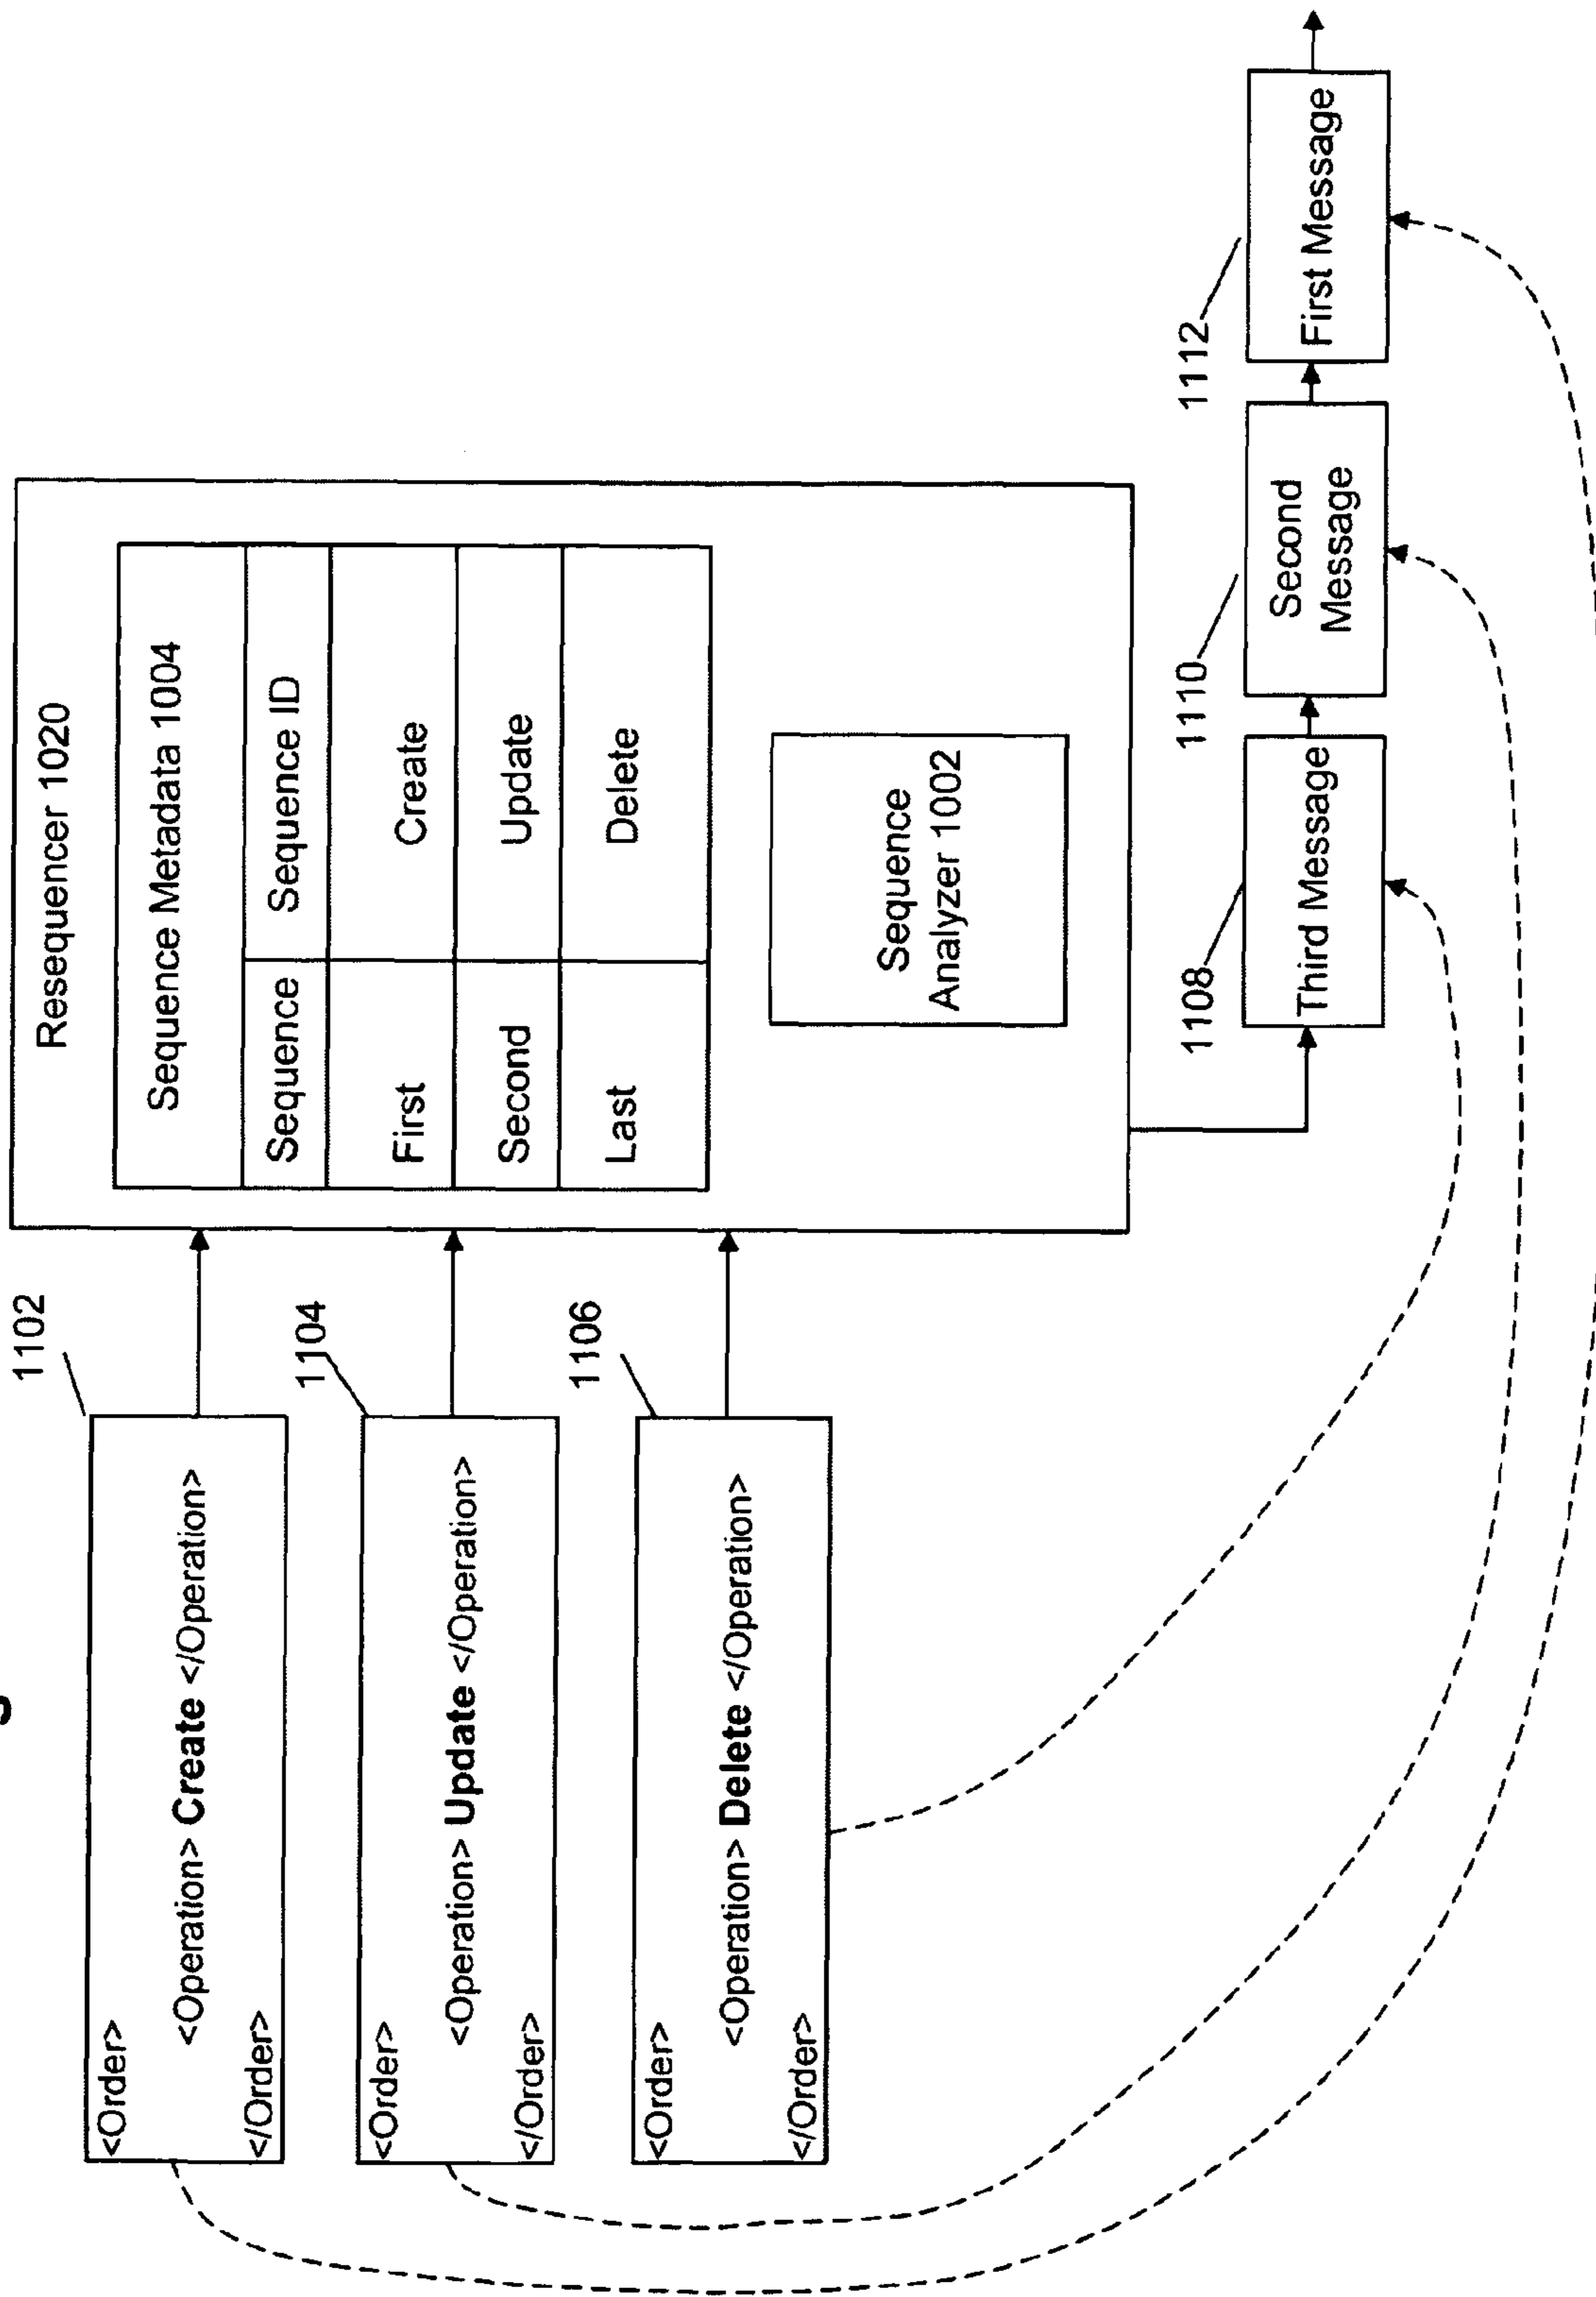 1102
<Order>
<Operation> Create </Operation>
</Order>
1104
<Order>
<Operation> Update </Operation>
</Order>
1106
<Order>
<Operation> Delete </Operation>
</Order>
Resequencer 1020
Sequence Metadata 1004
Sequence Sequence ID
First Create
Second Update
Last Delete
Sequence
Analyzer 1002
1108
Third Message
1110
Second
Message
1112
First Message